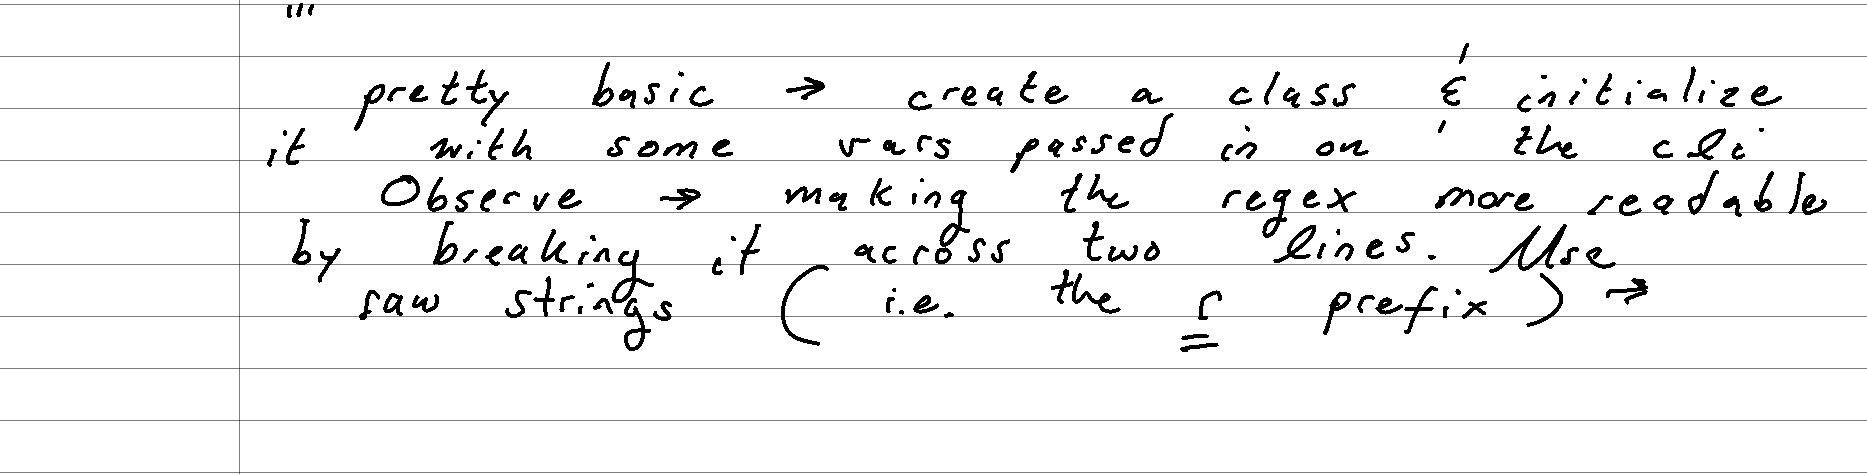 "'
pretty basic → create a class & initialize
it with some vars passed in on the cli
Observe → making the regex more readable
by breaking it across two lines. Use
raw strings (i.e. the r prefix) →